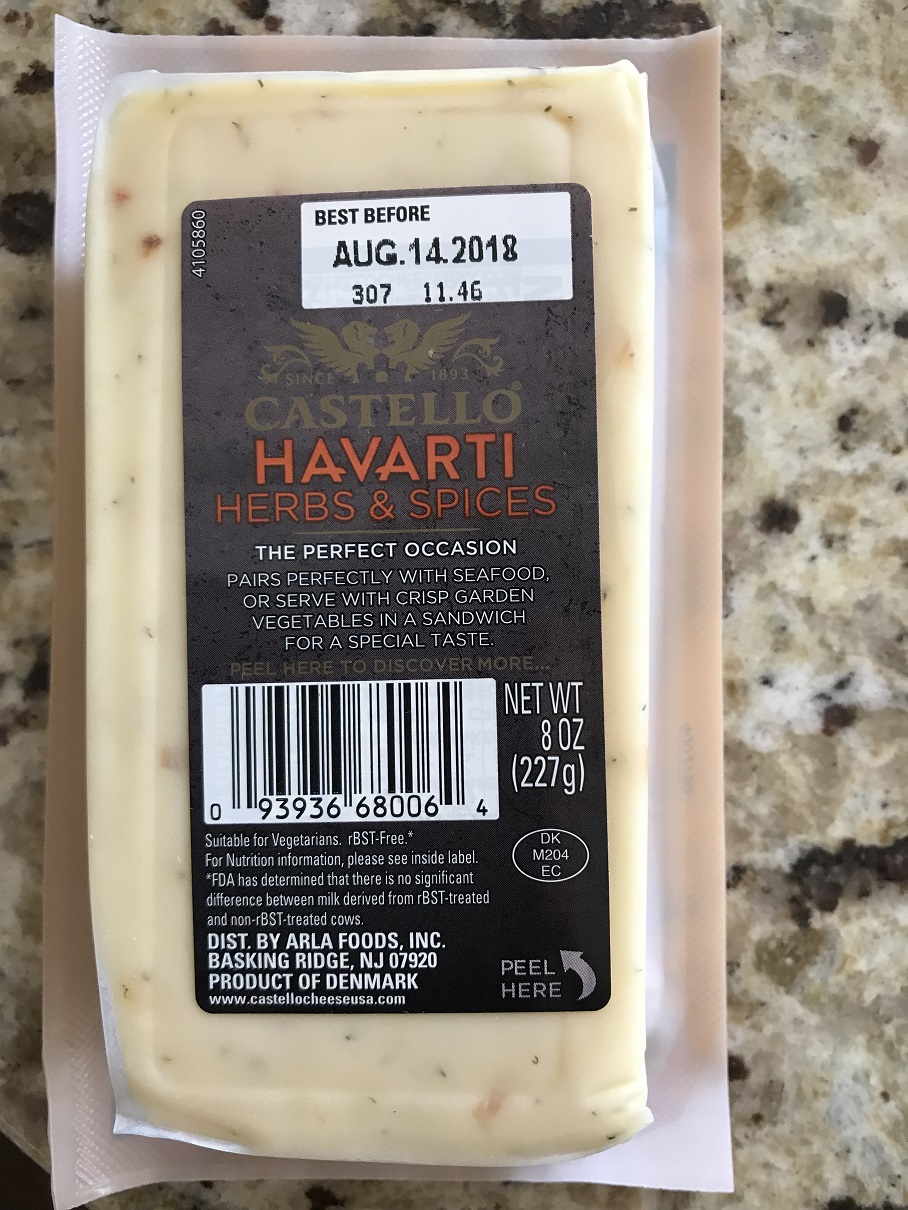 4105860
BEST BEFORE
AUG.14.2018
307 11.46
SINCE 1893
CASTELLO®
HAVARTI
HERBS & SPICES
THE PERFECT OCCASION
PAIRS PERFECTLY WITH SEAFOOD,
OR SERVE WITH CRISP GARDEN
VEGETABLES IN A SANDWICH
FOR A SPECIAL TASTE.
PEEL HERE TO DISCOVER MORE...
NET WT
8 OZ
(227g)
0 93936 68006 4
Suitable for Vegetarians. rBST-Free.*
For Nutrition information, please see inside label.
*FDA has determined that there is no significant
difference between milk derived from rBST-treated
and non-rBST-treated cows.
DK
M204
EC
DIST. BY ARLA FOODS, INC.
BASKING RIDGE, NJ 07920
PRODUCT OF DENMARK
www.castellocheeseusa.com
PEEL
HERE